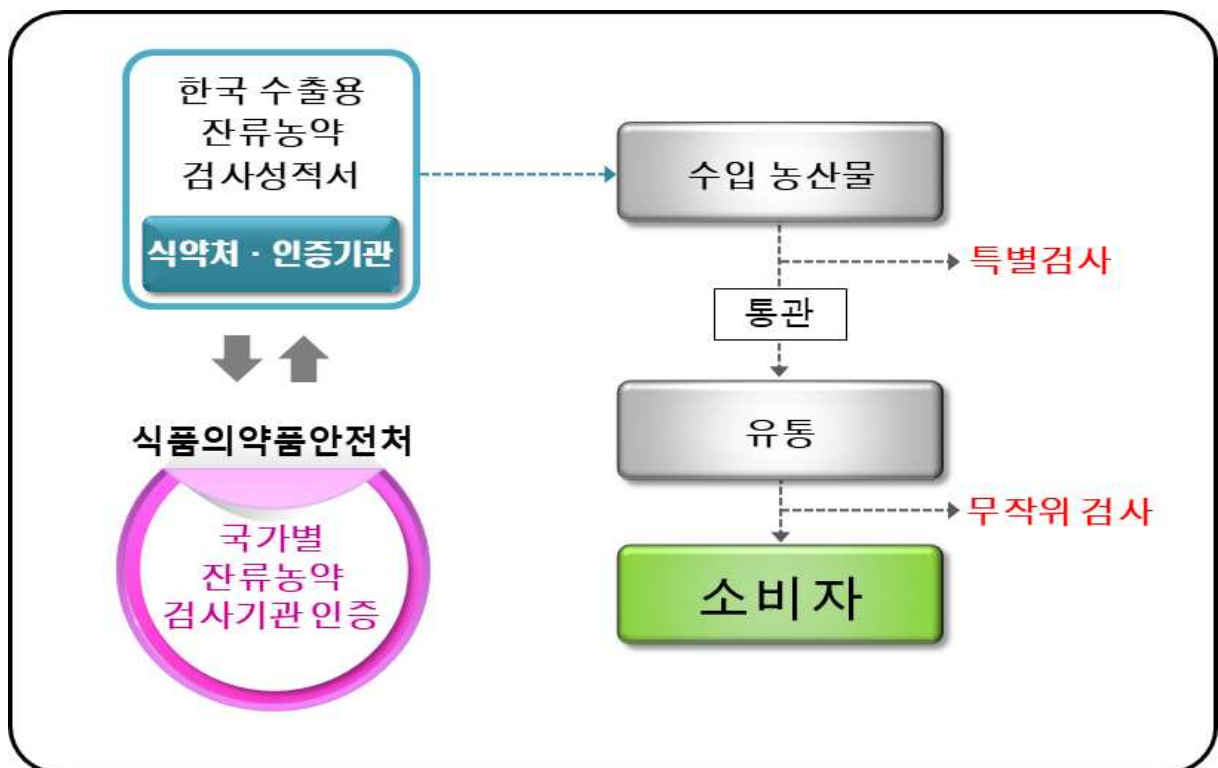 한국 수출용
잔류농약
검사성적서
식약처 · 인증기관
식품의약품안전처
국가별
잔류농약
검사기관 인증
수입 농산물
특별검사
통관
유통
무작위 검사
소비자